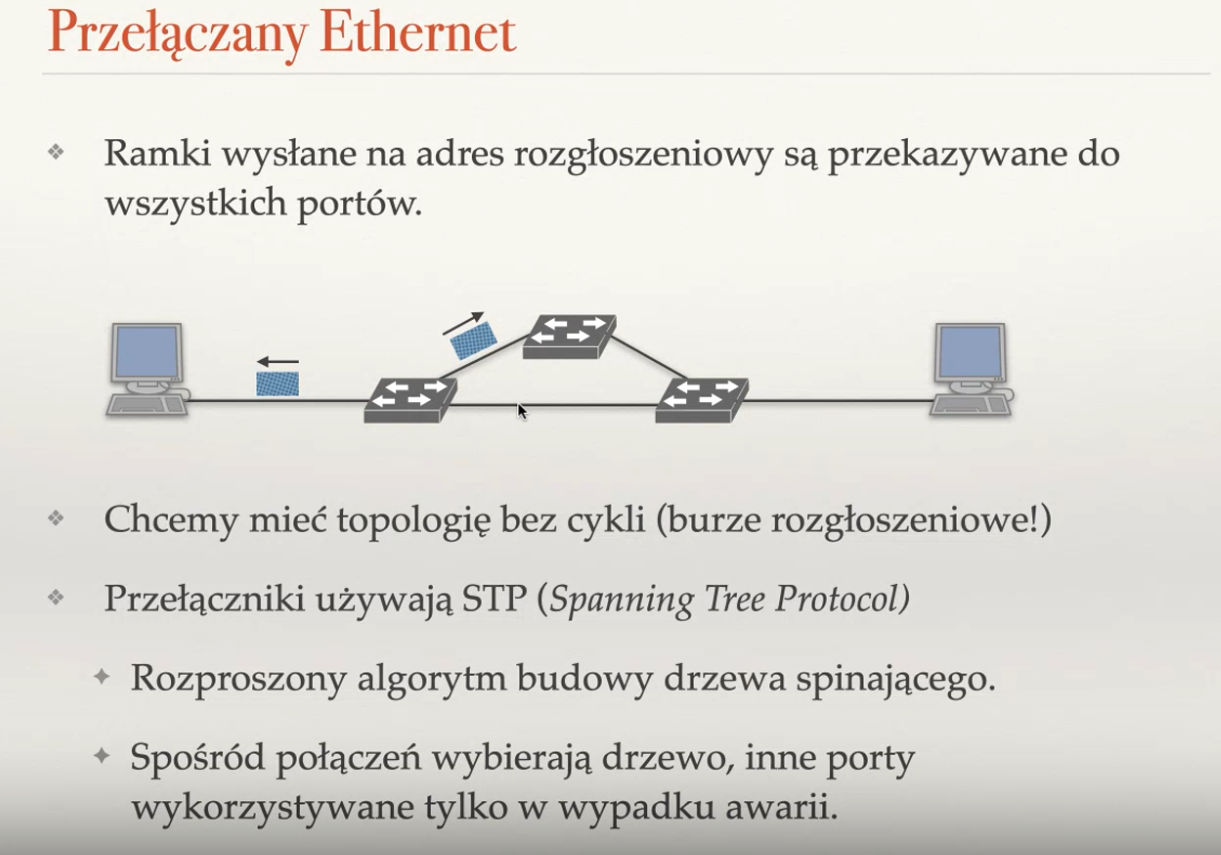 Przełączany Ethernet
Ramki wysłane na adres rozgłoszeniowy są przekazywane do
wszystkich portów.
Chcemy mieć topologię bez cykli (burze rozgłoszeniowe!)
Przełączniki używają STP (Spanning Tree Protocol)
Rozproszony algorytm budowy drzewa spinającego.
Spośród połączeń wybierają drzewo, inne porty
wykorzystywane tylko w wypadku awarii.